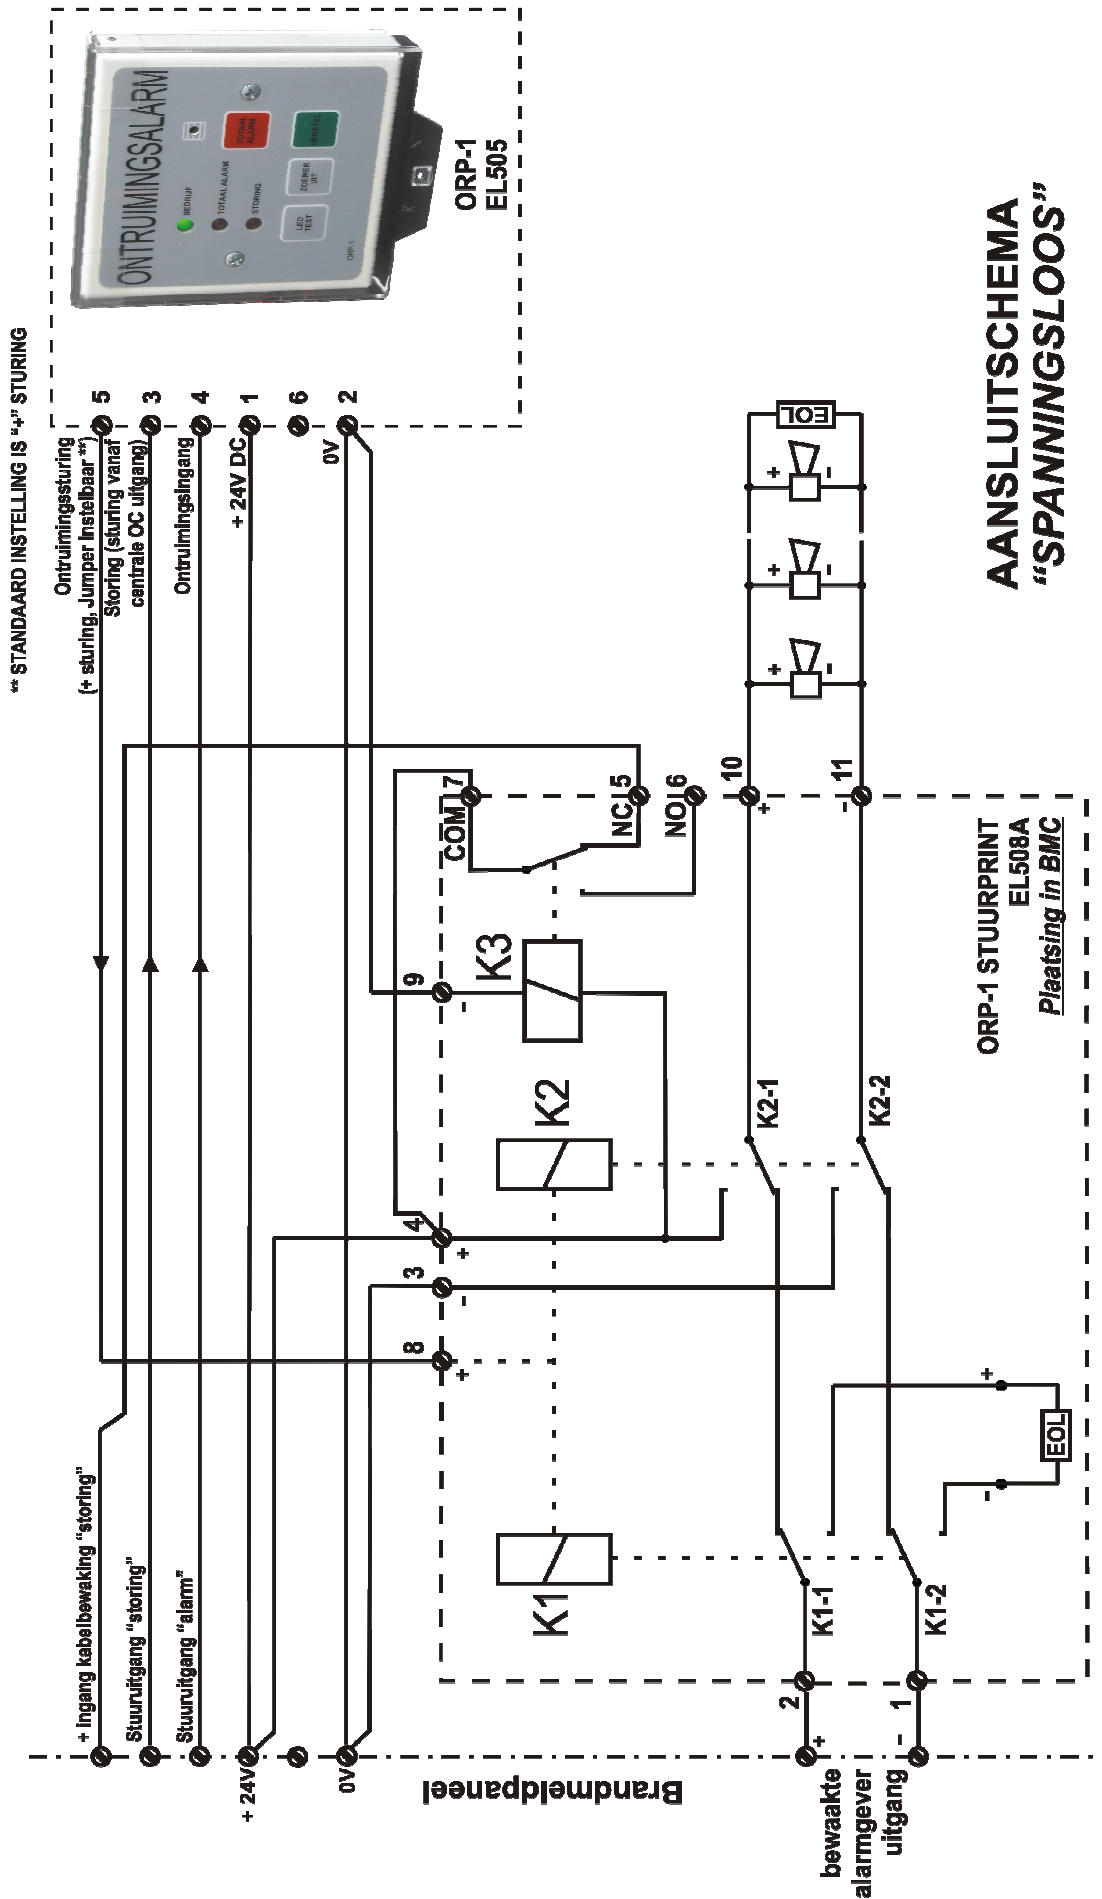 ** STANDAARD INSTELLING IS “+” STURING
ONTRUIMINGSALARM
BEDRIJF
TOTAAL ALARM
STORING
TOTAAL
ALARM
LED
TEST
ZOEMER
UIT
HERSTEL
ORP-1
ORP-1
EL505
5
3
4
1
6
2
Ontruimingssturing
(+ sturing, Jumper Instelbaar **)
Storing (sturing vanaf
centrale OC uitgang)
Ontruimingsingang
+ 24V DC
0V
+ ingang kabelbewaking “storing”
Stuuruitgang “storing”
Stuuruitgang “alarm”
+ 24V
0V
Brandmeldpaneel
bewaakte
alarmgever
uitgang
+
-
2
1
8
+
3
-
4
+
9
-
COM
7
NC
5
NO
6
10
+
11
-
K1
K2
K3
K1-1
K1-2
K2-1
K2-2
-
+
EOL
+
-
+
-
+
-
EOL
ORP-1 STUURPRINT
EL508A
Plaatsing in BMC
AANSLUITSCHEMA
“SPANNINGSLOOS”